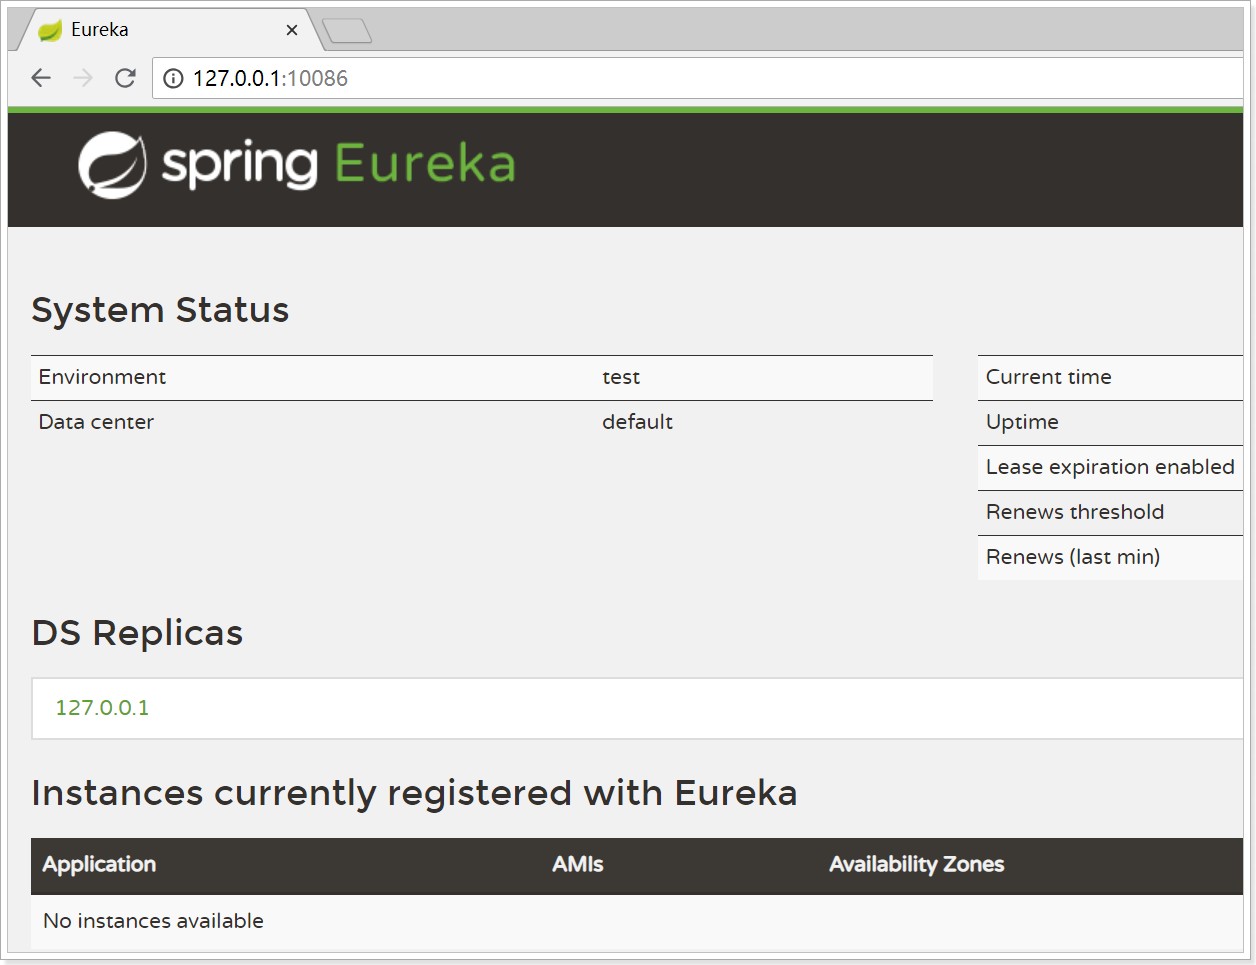 Eureka
127.0.0.1:10086
spring Eureka
System Status
Environment test
Data center default
Current time
Uptime
Lease expiration enabled
Renews threshold
Renews (last min)
DS Replicas
127.0.0.1
Instances currently registered with Eureka
Application AMIs Availability Zones
No instances available